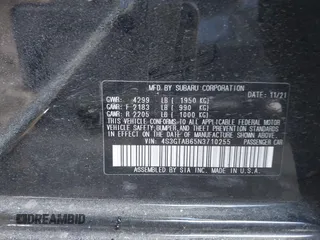 MFD. BY SUBARU CORPORATION
GVWR: 4299 LB ( 1950 KG) DATE: 11/21
GAWR: F 2183 LB ( 990 KG)
GAWR: R 2205 LB ( 1000 KG)
THIS VEHICLE CONFORMS TO ALL APPLICABLE FEDERAL MOTOR
VEHICLE SAFETY, BUMPER, AND THEFT PREVENTION STANDARDS
IN EFFECT ON THE DATE OF MANUFACTURE SHOWN ABOVE.
VIN: 4S3GTAB65N3710255 PASSENGER CAR
ASSEMBLED BY SIA INC. MADE IN U.S.A.
DREAMBID